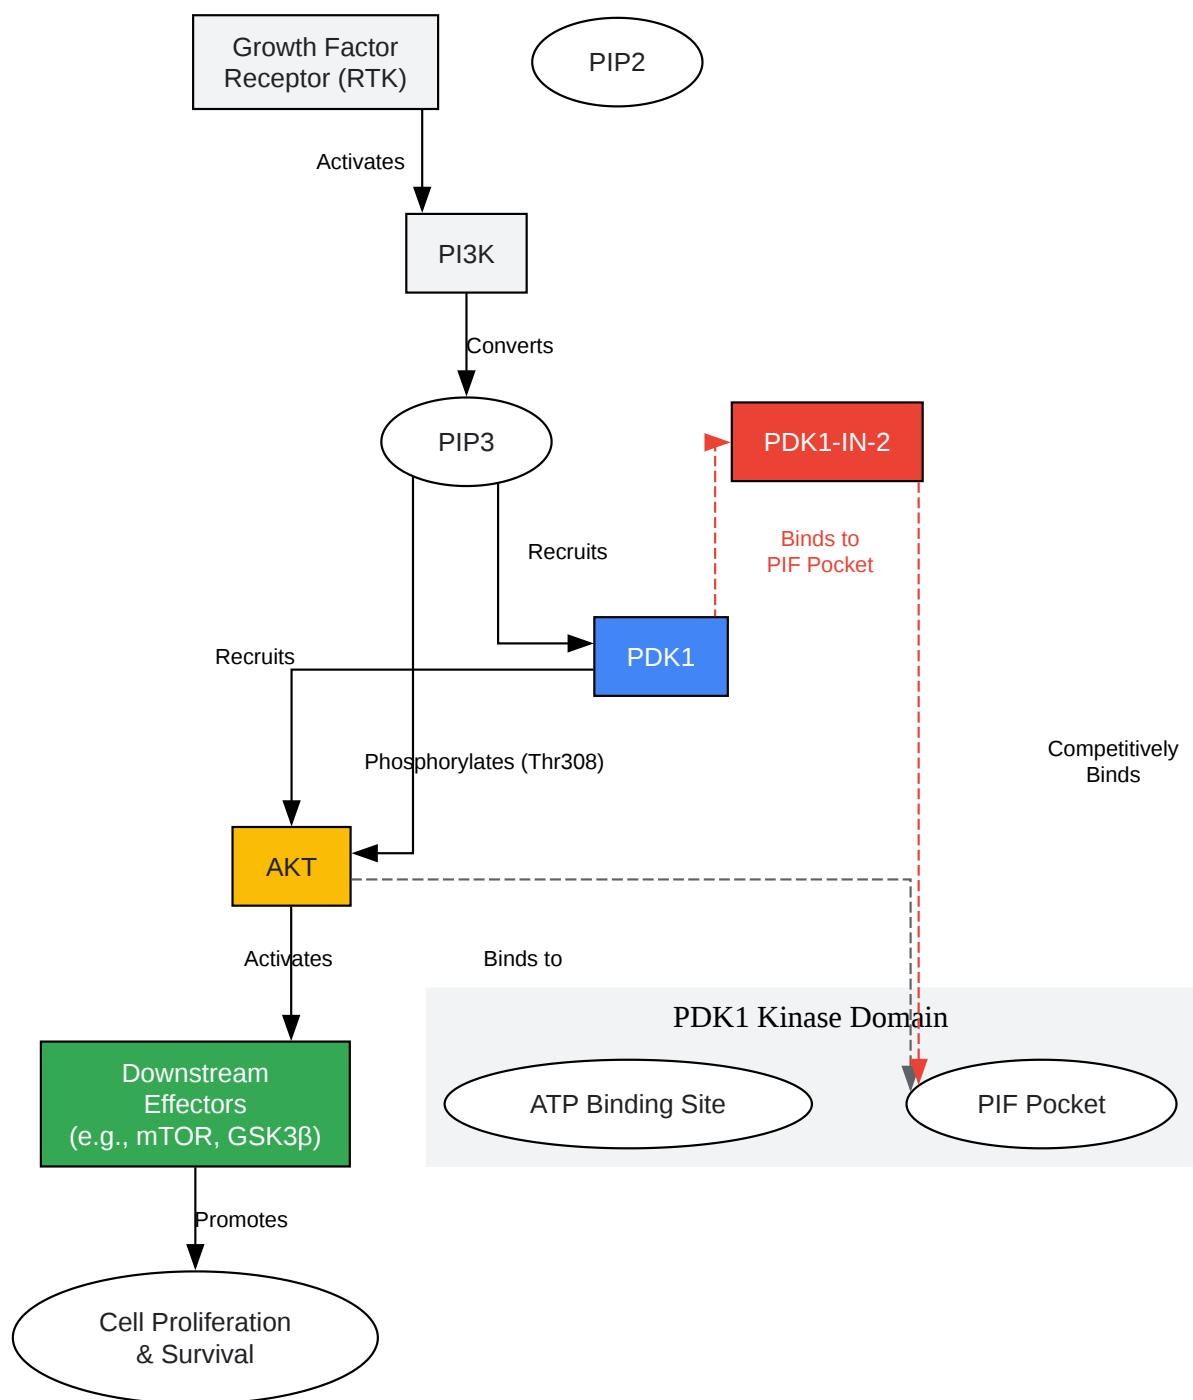 Growth Factor
Receptor (RTK)
PIP2
Activates
PI3K
Converts
PIP3
PDK1-IN-2
Recruits
Binds to
PIF Pocket
Recruits
PDK1
Phosphorylates (Thr308)
Competitively
Binds
AKT
Activates
Binds to
PDK1 Kinase Domain
Downstream
Effectors
(e.g., mTOR, GSK3β)
ATP Binding Site
PIF Pocket
Promotes
Cell Proliferation
& Survival